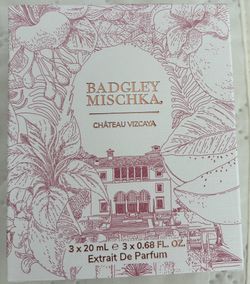 BADGLEY
MISCHKA
CHÂTEAU VIZCAYA
3 x 20 mL ℮ 3 x 0.68 FL. OZ.
Extrait De Parfum